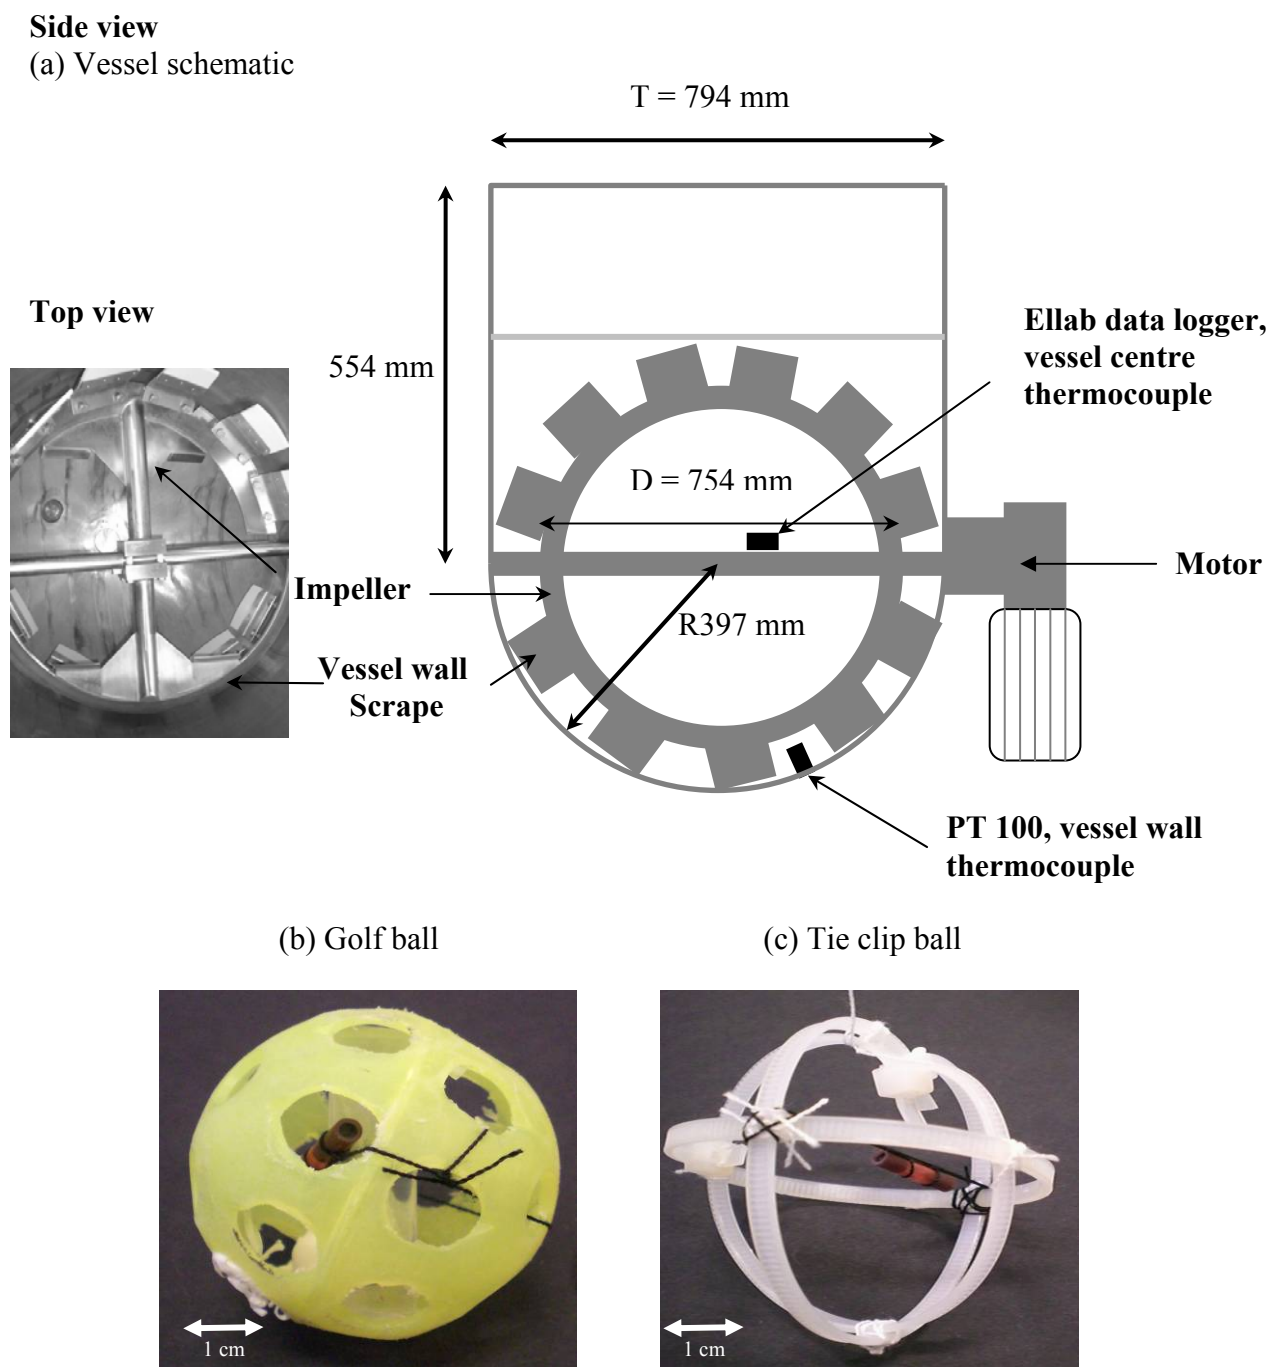 Side view
(a) Vessel schematic
T = 794 mm
Top view
554 mm
Ellab data logger,
vessel centre
thermocouple
D = 754 mm
Motor
Impeller
R397 mm
Vessel wall
Scrape
PT 100, vessel wall
thermocouple
(b) Golf ball
(c) Tie clip ball
1 cm
1 cm